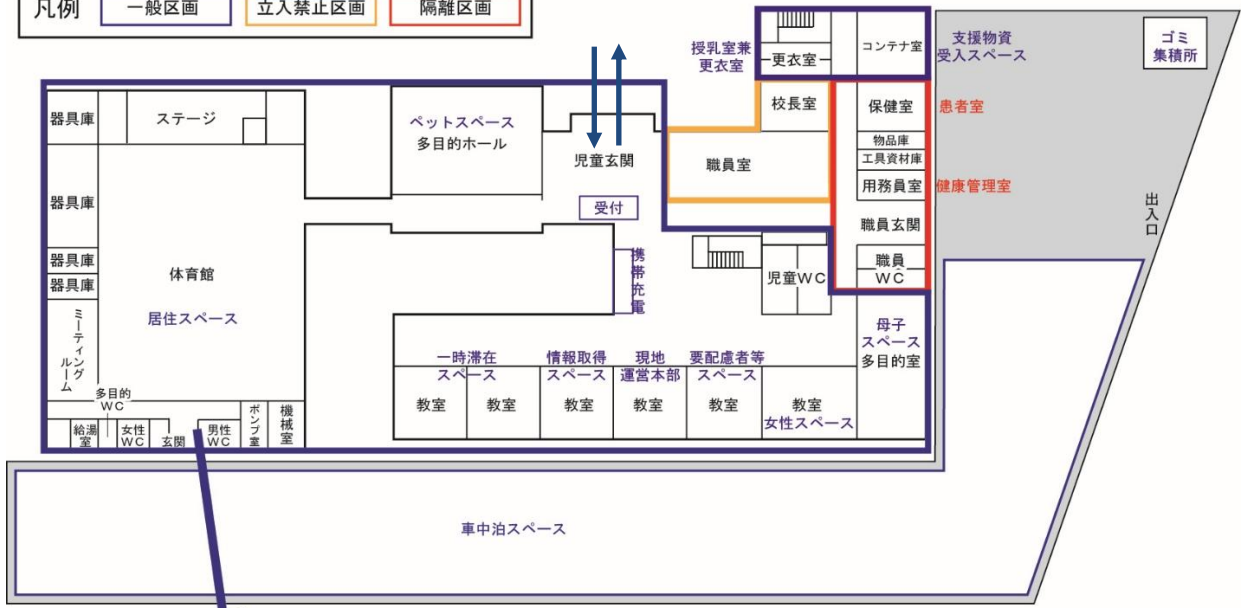 凡例
一般区画
立入禁止区画
隔離区画
授乳室兼
更衣室
更衣室
コンテナ室
支援物資
受入スペース
ゴミ
集積所
器具庫
ステージ
ペットスペース
多目的ホール
児童玄関
校長室
職員室
保健室
患者室
物品庫
工具資材庫
用務員室
健康管理室
職員玄関
職員
WC
出入口
器具庫
受付
器具庫
器具庫
体育館
居住スペース
携帯充電
児童WC
母子
スペース
多目的室
ミーティング
ルーム
一時滞在
スペース
情報取得
スペース
現地
運営本部
要配慮者等
スペース
教室
教室
教室
教室
教室
教室
女性スペース
多目的
WC
給湯室
女性
WC
玄関
男性
WC
ポンプ室
機械室
車中泊スペース